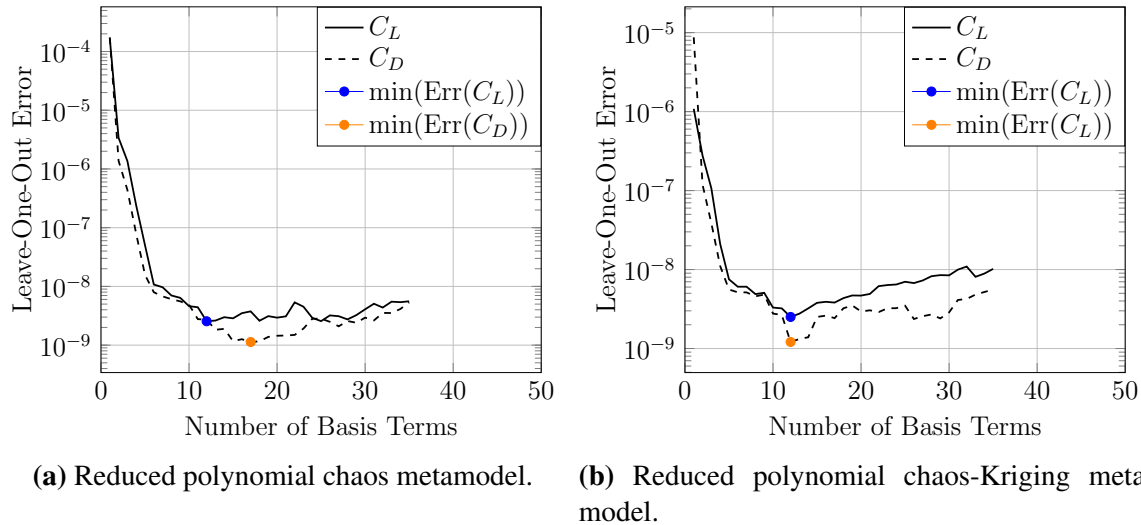 C_L
C_D
min(Err(C_L))
min(Err(C_D))
10^{-4}
10^{-5}
10^{-6}
10^{-7}
10^{-8}
10^{-9}
Leave-One-Out Error
0 10 20 30 40 50
Number of Basis Terms
(a) Reduced polynomial chaos metamodel.
C_L
C_D
min(Err(C_L))
min(Err(C_L))
10^{-5}
10^{-6}
10^{-7}
10^{-8}
10^{-9}
Leave-One-Out Error
0 10 20 30 40 50
Number of Basis Terms
(b) Reduced polynomial chaos-Kriging meta
model.